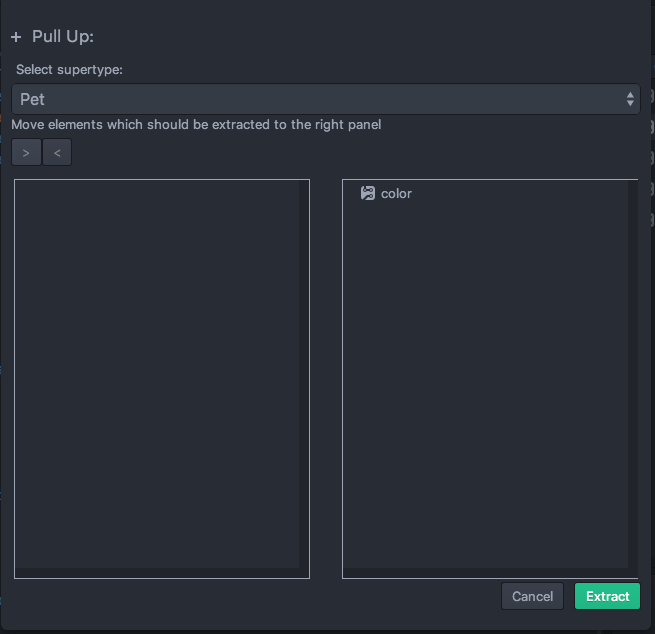 + Pull Up:
Select supertype:
Pet
Move elements which should be extracted to the right panel
> <
color
Cancel Extract